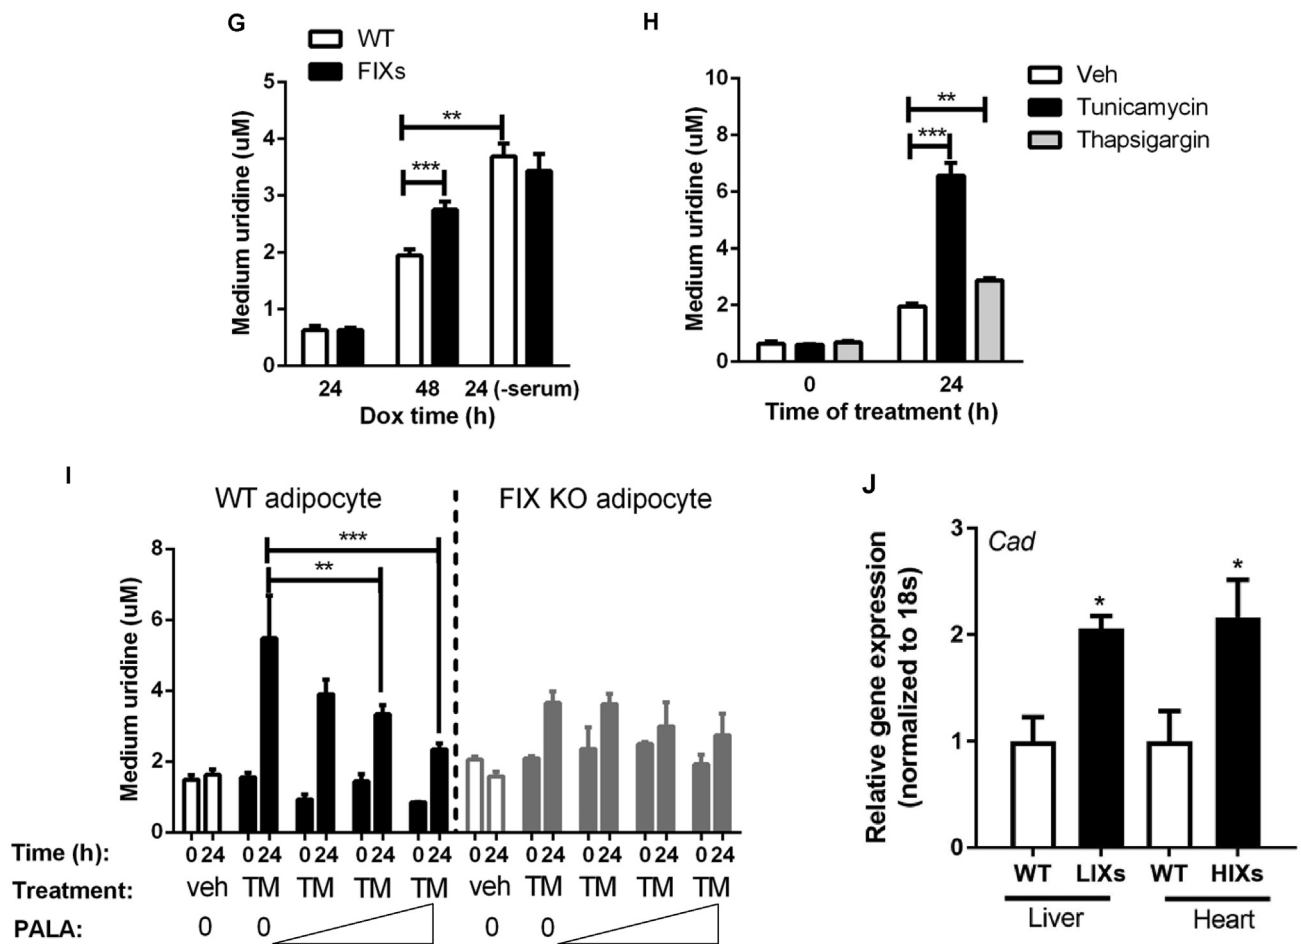 G
WT
FIXs
Medium uridine (uM)
5
4
3
2
1
0
**
***
24 48 24 (-serum)
Dox time (h)
H
Veh
Tunicamycin
Thapsigargin
Medium uridine (uM)
10
8
6
4
2
0
**
***
0 24
Time of treatment (h)
I
WT adipocyte FIX KO adipocyte
Medium uridine (uM)
8
6
4
2
0
***
**
Time (h): 0 24 0 24 0 24 0 24 0 24 0 24 0 24 0 24 0 24 0 24
Treatment: veh TM TM TM TM veh TM TM TM TM
PALA: 0 0 0 0
J
Cad
Relative gene expression
(normalized to 18s)
3
2
1
0
* *
WT LIXs WT HIXs
Liver Heart